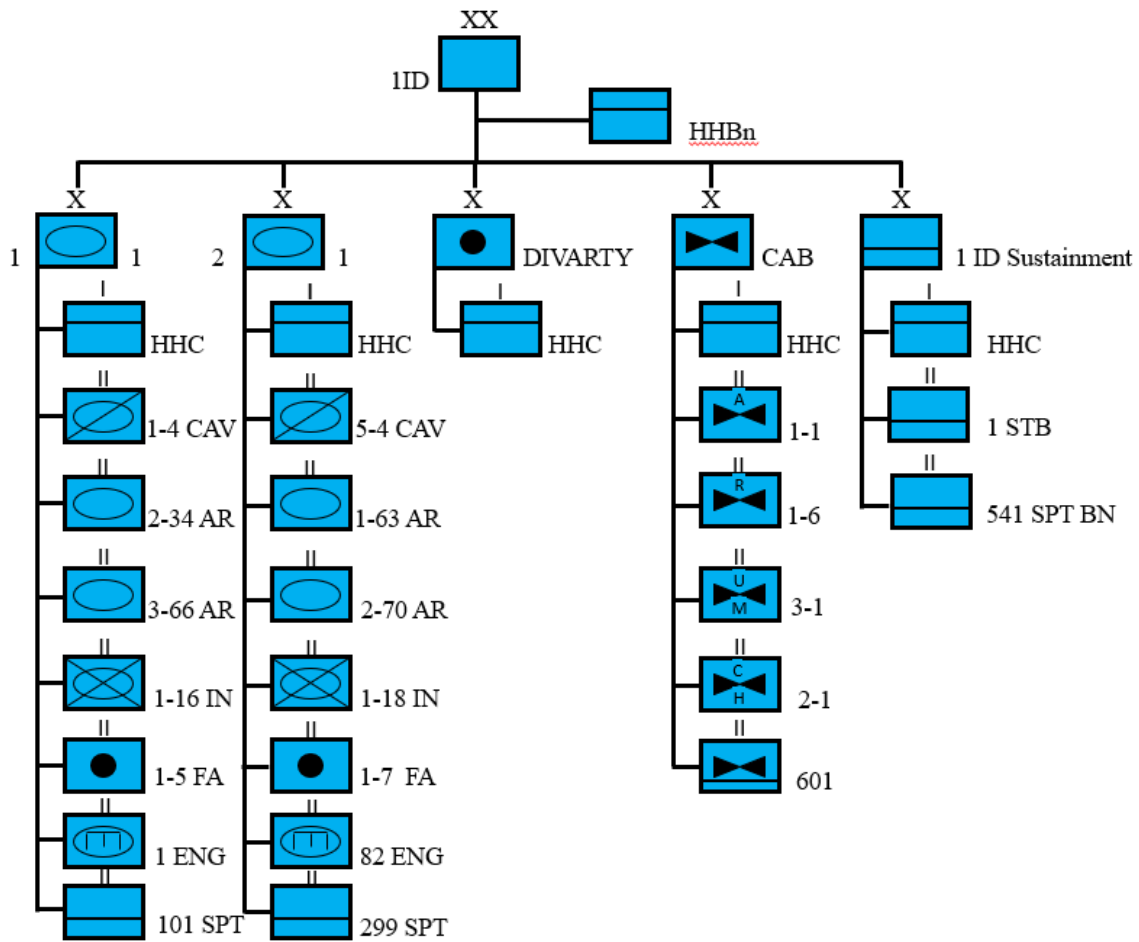 XX
1ID
HHBn
X X X X X
1 1 2 1 DIVARTY CAB 1 ID Sustainment
I I I I I
HHC HHC HHC HHC HHC
II II II II
1-4 CAV 5-4 CAV A 1-1 1 STB
II II II II
2-34 AR 1-63 AR R 1-6 541 SPT BN
II II II
3-66 AR 2-70 AR U M 3-1
II II II
1-16 IN 1-18 IN C H 2-1
II II II
1-5 FA 1-7 FA 601
II II
1 ENG 82 ENG
II II
101 SPT 299 SPT